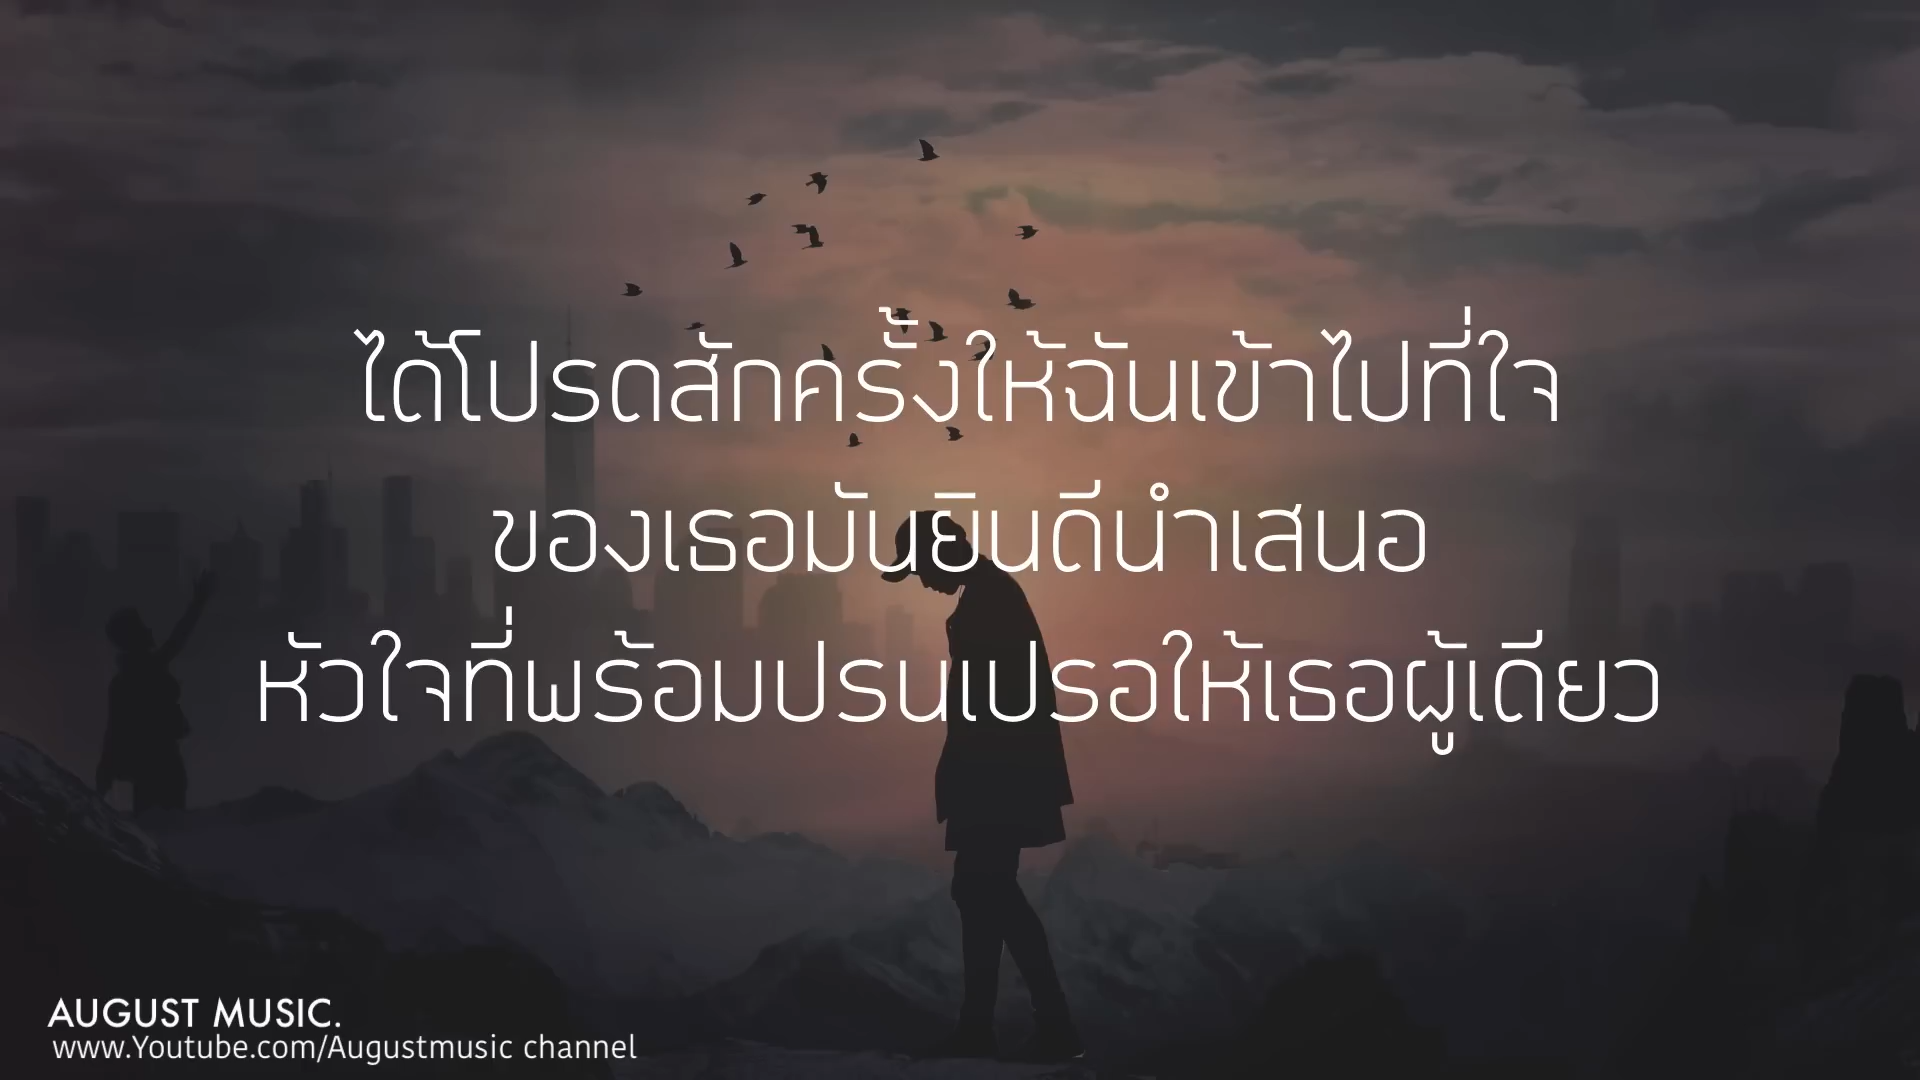 ได้โปรดสักครั้งให้ฉันเข้าไปที่ใจ
ของเธอมันยินดีนำเสนอ
หัวใจที่พร้อมปรนเปรอให้เธอผู้เดียว
AUGUST MUSIC.
www.Youtube.com/Augustmusic channel